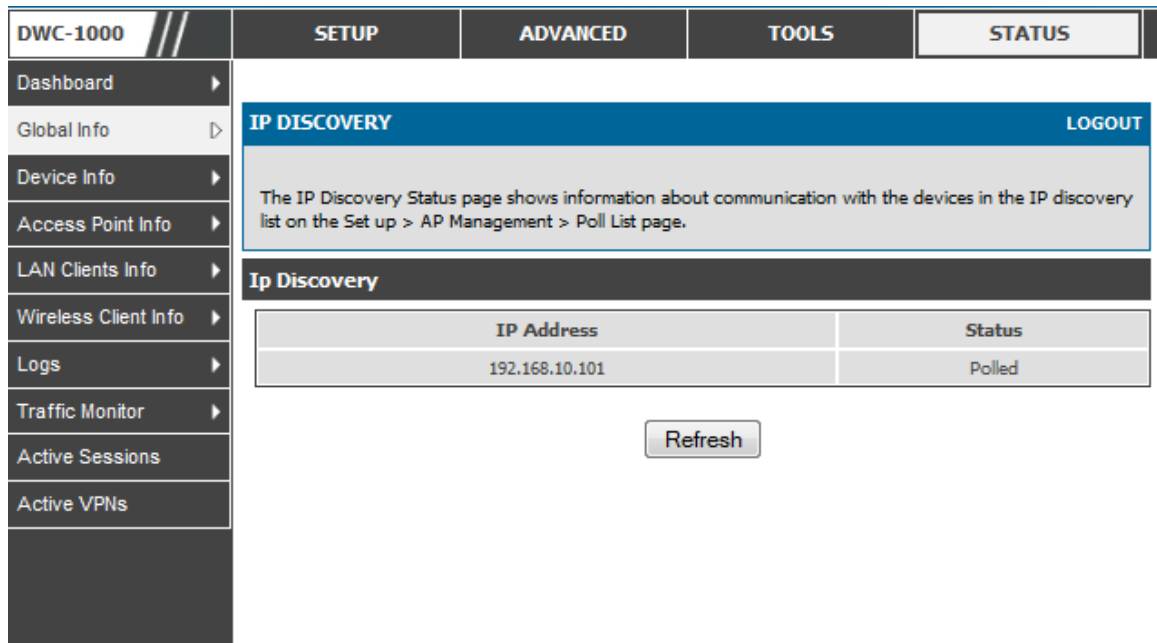 DWC-1000
SETUP
ADVANCED
TOOLS
STATUS
Dashboard
Global Info
Device Info
Access Point Info
LAN Clients Info
Wireless Client Info
Logs
Traffic Monitor
Active Sessions
Active VPNs
IP DISCOVERY
LOGOUT
The IP Discovery Status page shows information about communication with the devices in the IP discovery
list on the Set up > AP Management > Poll List page.
Ip Discovery
IP Address
Status
192.168.10.101
Polled
Refresh